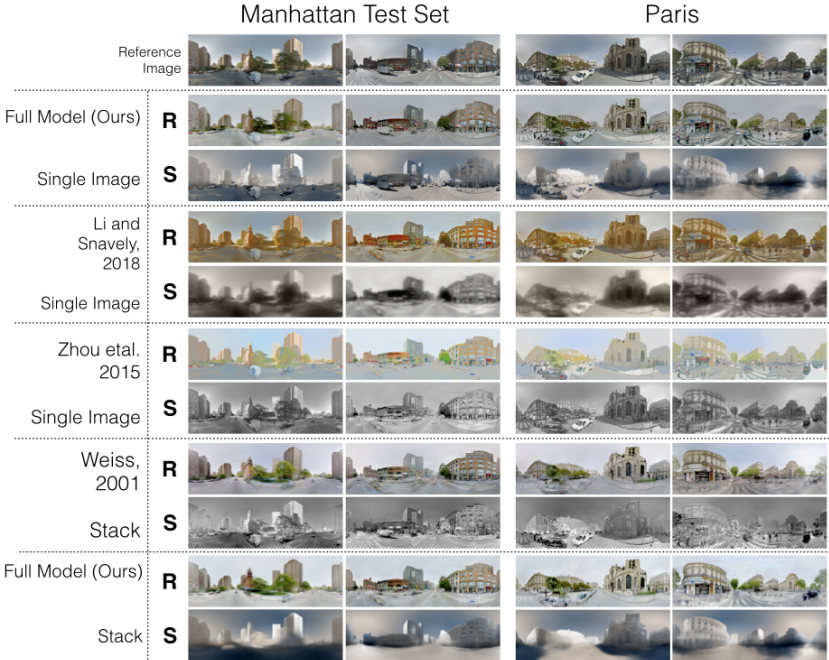 Manhattan Test Set
Paris
Reference
Image
Full Model (Ours)
R
Single Image
S
Li and
Snavely,
2018
R
Single Image
S
Zhou etal.
2015
R
Single Image
S
Weiss,
2001
R
Stack
S
Full Model (Ours)
R
Stack
S